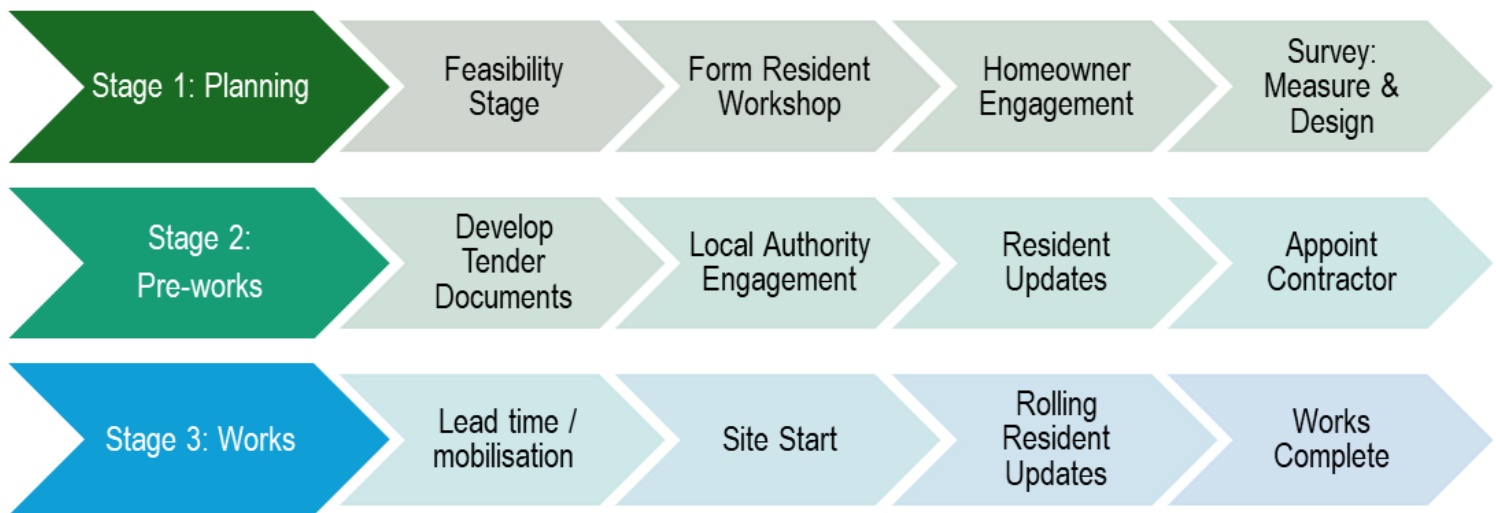 Stage 1: Planning
Feasibility
Stage
Form Resident
Workshop
Homeowner
Engagement
Survey:
Measure &
Design
Stage 2:
Pre-works
Develop
Tender
Documents
Local Authority
Engagement
Resident
Updates
Appoint
Contractor
Stage 3: Works
Lead time /
mobilisation
Site Start
Rolling
Resident
Updates
Works
Complete